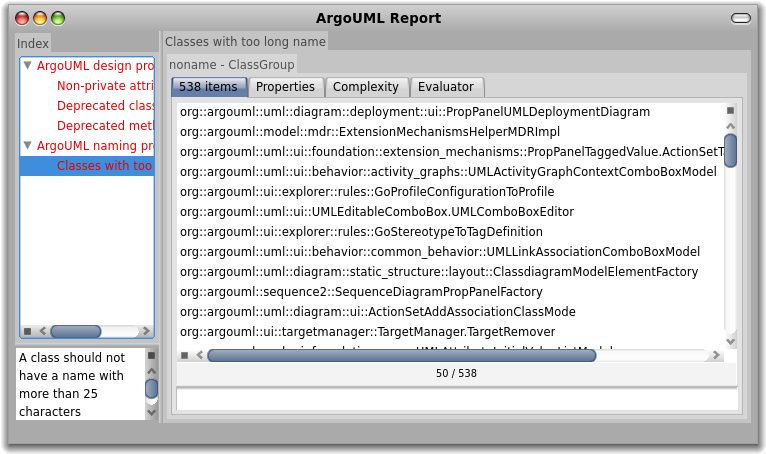 ArgoUML Report
Index
ArgoUML design pro
Non-private attri
Deprecated clas
Deprecated met
ArgoUML naming pro
Classes with too
A class should not
have a name with
more than 25
characters
Classes with too long name
noname - ClassGroup
538 items Properties Complexity Evaluator
org::argouml::uml::diagram::deployment::ui::PropPanelUMLDeploymentDiagram
org::argouml::model::mdr::ExtensionMechanismsHelperMDRImpl
org::argouml::uml::ui::foundation::extension_mechanisms::PropPanelTaggedValue.ActionSetT
org::argouml::uml::ui::behavior::activity_graphs::UMLActivityGraphContextComboBoxModel
org::argouml::ui::explorer::rules::GoProfileConfigurationToProfile
org::argouml::uml::ui::UMLEditableComboBox.UMLComboBoxEditor
org::argouml::ui::explorer::rules::GoStereotypeToTagDefinition
org::argouml::uml::ui::behavior::common_behavior::UMLLinkAssociationComboBoxModel
org::argouml::uml::diagram::static_structure::layout::ClassdiagramModelElementFactory
org::argouml::sequence2::SequenceDiagramPropPanelFactory
org::argouml::uml::diagram::ui::ActionSetAddAssociationClassMode
org::argouml::ui::targetmanager::TargetManager.TargetRemover
50 / 538